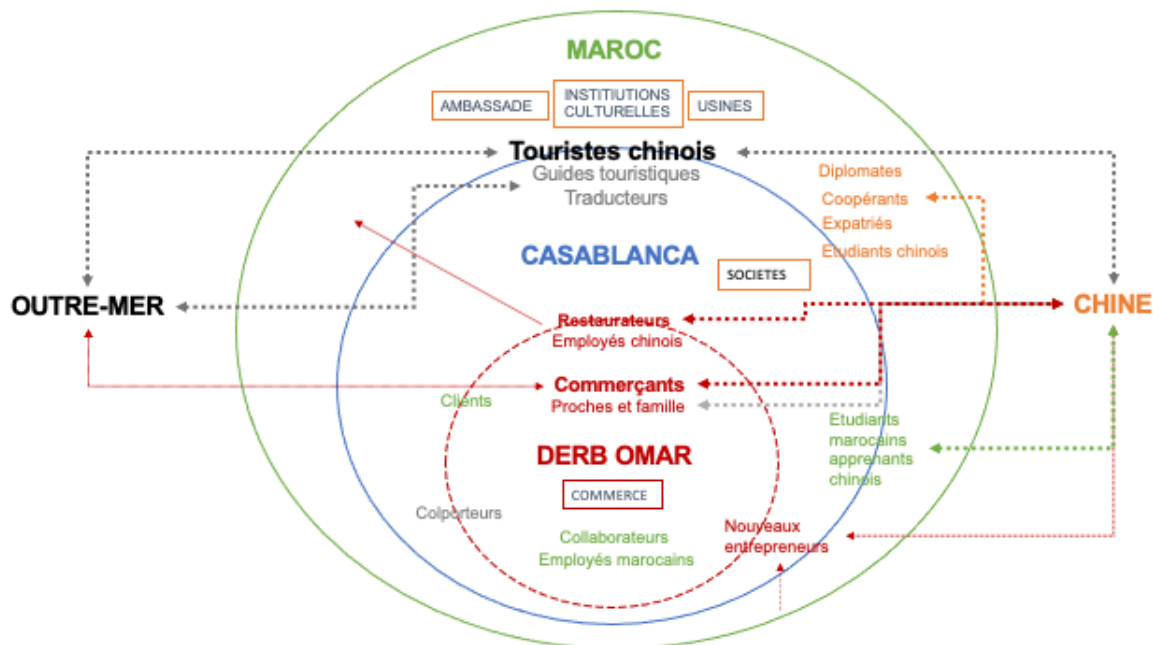 MAROC
AMBASSADE
INSTITIUTIONS
CULTURELLES
USINES
Touristes chinois
Guides touristiques
Traducteurs
Diplomates
Coopérants
Expatriés
Etudiants chinois
CASABLANCA
SOCIETES
OUTRE-MER
CHINE
Restaurateurs
Employés chinois
Commerçants
Proches et famille
Clients
Etudiants
marocains
apprenants
chinois
DERB OMAR
COMMERCE
Colporteurs
Collaborateurs
Employés marocains
Nouveaux
entrepreneurs